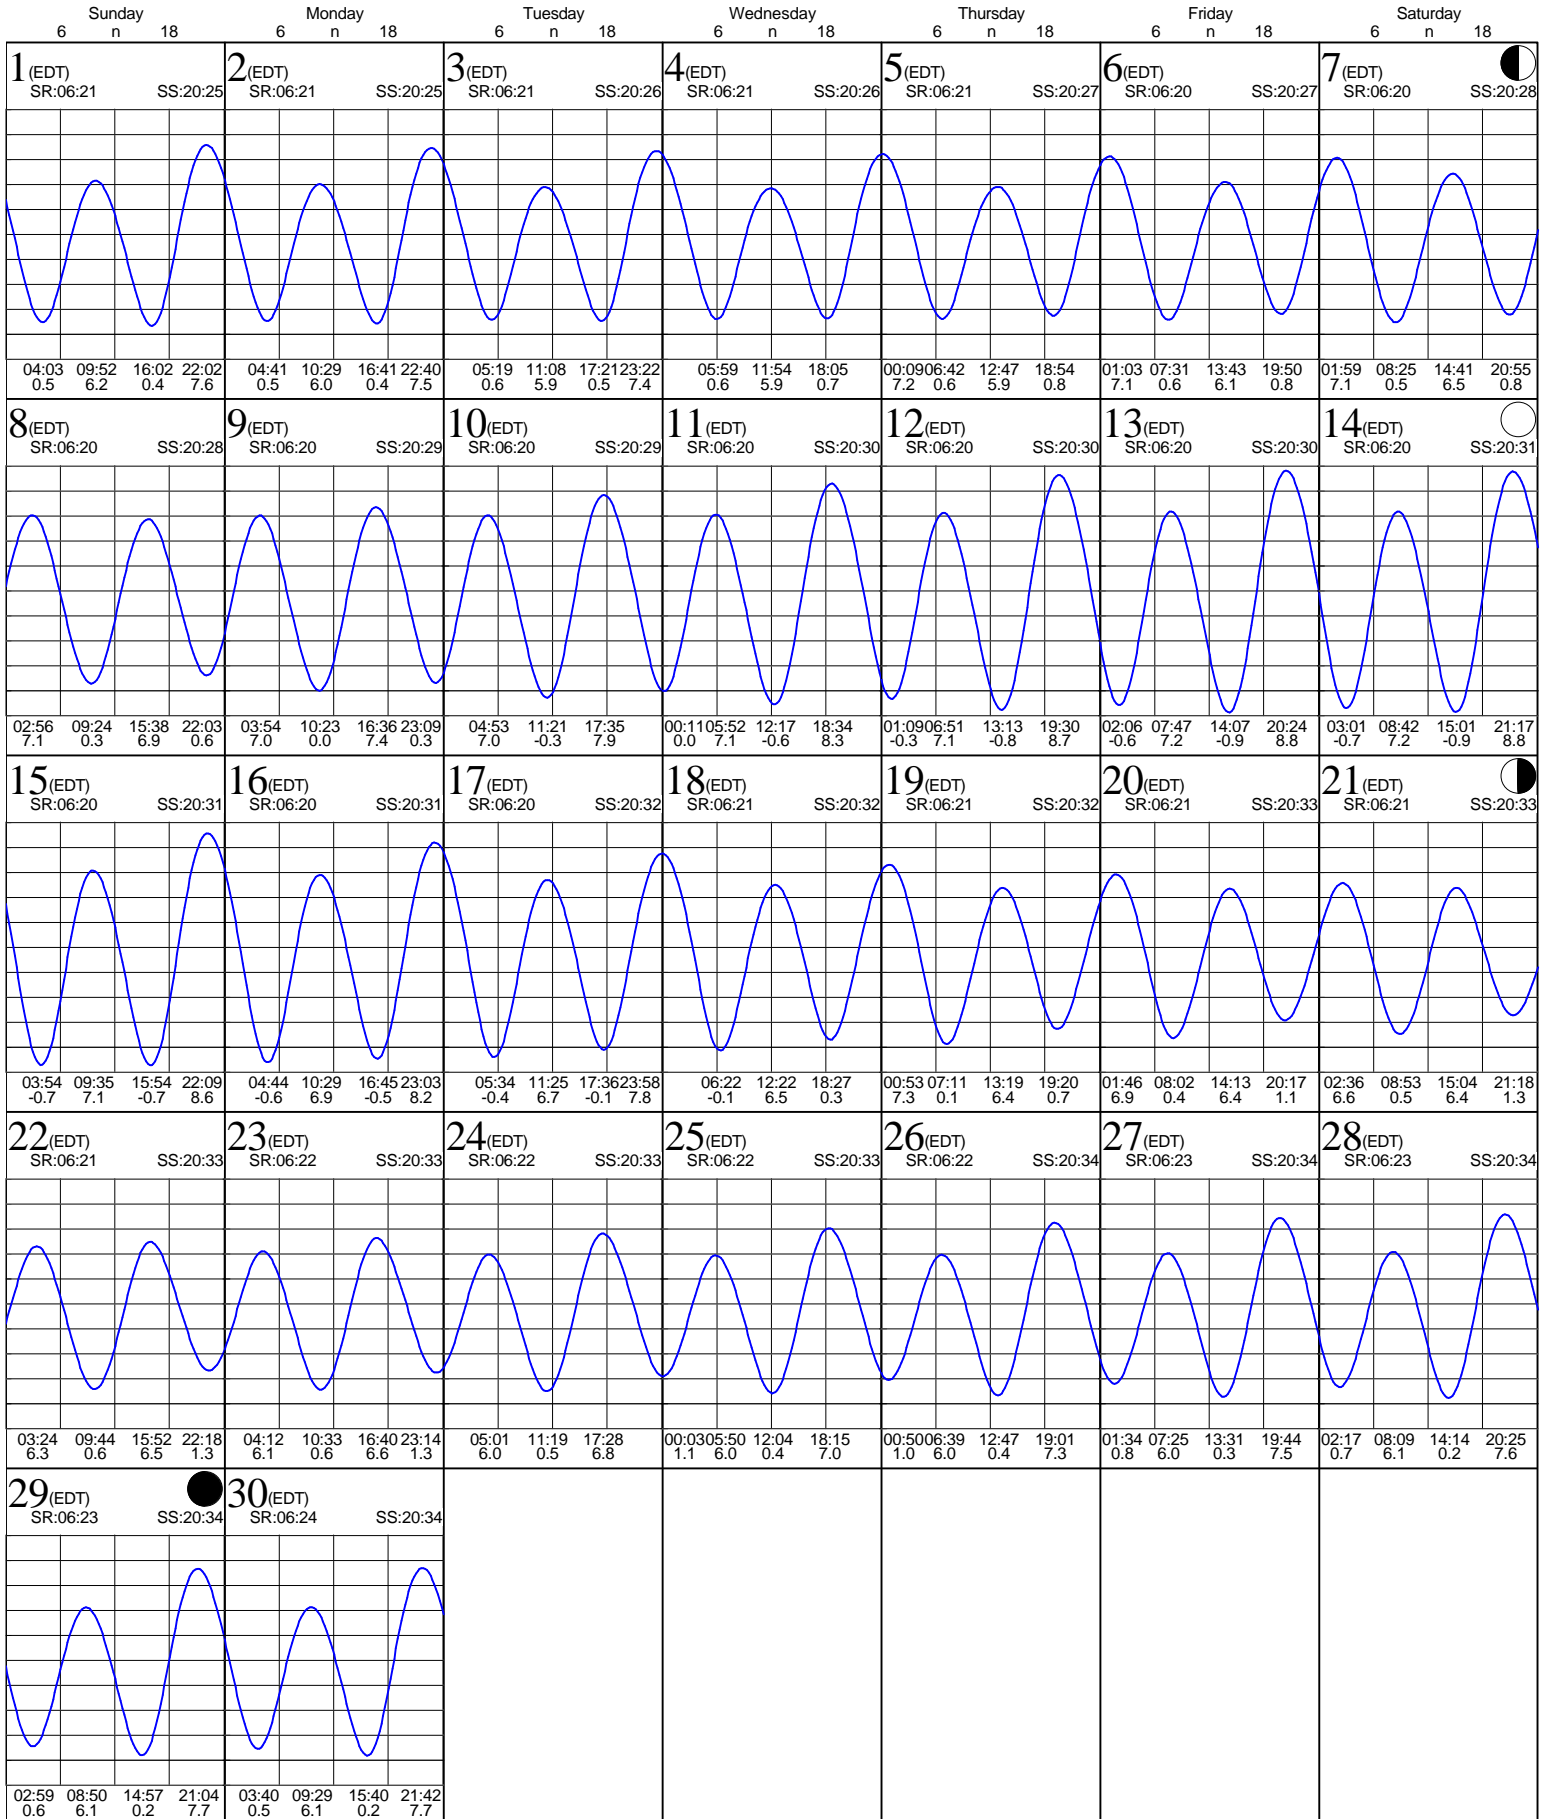 Sunday Monday Tuesday Wednesday Thursday Friday Saturday
6 n 18 6 n 18 6 n 18 6 n 18 6 n 18 6 n 18 6 n 18
1(EDT) 2(EDT) 3(EDT) 4(EDT) 5(EDT) 6(EDT) 7(EDT)
SR:06:21 SS:20:25 SR:06:21 SS:20:25 SR:06:21 SS:20:26 SR:06:21 SS:20:26 SR:06:21 SS:20:27 SR:06:20 SS:20:27 SR:06:20 SS:20:28
04:03 09:52 16:02 22:02 04:41 10:29 16:41 22:40 05:19 11:08 17:21 23:22 05:59 11:54 18:05 00:09 06:42 12:47 18:54 01:03 07:31 13:43 19:50 01:59 08:25 14:41 20:55
0.5 6.2 0.4 7.6 0.5 6.0 0.4 7.5 0.6 5.9 0.5 7.4 0.6 5.9 0.7 7.2 0.6 5.9 0.8 7.1 0.6 6.1 0.8 7.1 0.5 6.5 0.8
8(EDT) 9(EDT) 10(EDT) 11(EDT) 12(EDT) 13(EDT) 14(EDT)
SR:06:20 SS:20:28 SR:06:20 SS:20:29 SR:06:20 SS:20:29 SR:06:20 SS:20:30 SR:06:20 SS:20:30 SR:06:20 SS:20:30 SR:06:20 SS:20:31
02:56 09:24 15:38 22:03 03:54 10:23 16:36 23:09 04:53 11:21 17:35 00:11 05:52 12:17 18:34 01:09 06:51 13:13 19:30 02:06 07:47 14:07 20:24 03:01 08:42 15:01 21:17
7.1 0.3 6.9 0.6 7.0 0.0 7.4 0.3 7.0 -0.3 7.9 0.0 7.1 -0.6 8.3 -0.3 7.1 -0.8 8.7 -0.6 7.2 -0.9 8.8 -0.7 7.2 -0.9 8.8
15(EDT) 16(EDT) 17(EDT) 18(EDT) 19(EDT) 20(EDT) 21(EDT)
SR:06:20 SS:20:31 SR:06:20 SS:20:31 SR:06:20 SS:20:32 SR:06:21 SS:20:32 SR:06:21 SS:20:32 SR:06:21 SS:20:33 SR:06:21 SS:20:33
03:54 09:35 15:54 22:09 04:44 10:29 16:45 23:03 05:34 11:25 17:36 23:58 06:22 12:22 18:27 00:53 07:11 13:19 19:20 01:46 08:02 14:13 20:17 02:36 08:53 15:04 21:18
-0.7 7.1 -0.7 8.6 -0.6 6.9 -0.5 8.2 -0.4 6.7 -0.1 7.8 -0.1 6.5 0.3 7.3 0.1 6.4 0.7 6.9 0.4 6.4 1.1 6.6 0.5 6.4 1.3
22(EDT) 23(EDT) 24(EDT) 25(EDT) 26(EDT) 27(EDT) 28(EDT)
SR:06:21 SS:20:33 SR:06:22 SS:20:33 SR:06:22 SS:20:33 SR:06:22 SS:20:33 SR:06:22 SS:20:34 SR:06:23 SS:20:34 SR:06:23 SS:20:34
03:24 09:44 15:52 22:18 04:12 10:33 16:40 23:14 05:01 11:19 17:28 00:03 05:50 12:04 18:15 00:50 06:39 12:47 19:01 01:34 07:25 13:31 19:44 02:17 08:09 14:14 20:25
6.3 0.6 6.5 1.3 6.1 0.6 6.6 1.3 6.0 0.5 6.8 1.1 6.0 0.4 7.0 1.0 6.0 0.4 7.3 0.8 6.0 0.3 7.5 0.7 6.1 0.2 7.6
29(EDT) 30(EDT)
SR:06:23 SS:20:34 SR:06:24 SS:20:34
02:59 08:50 14:57 21:04 03:40 09:29 15:40 21:42
0.6 6.1 0.2 7.7 0.5 6.1 0.2 7.7